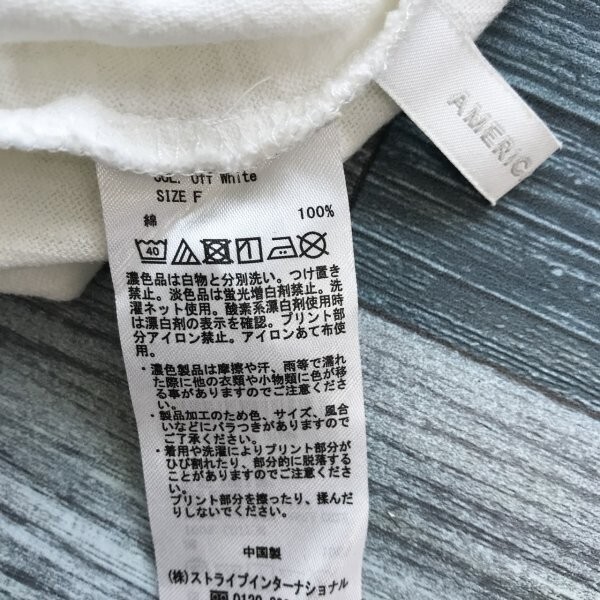 AMERIC
COL. Off White
SIZE F
綿 100%
40
濃色品は白物と分別洗い。つけ置き
禁止。淡色品は蛍光増白剤禁止。洗
濯ネット使用。酸素系漂白剤使用時
は漂白剤の表示を確認。プリント部
分アイロン禁止。アイロンあて布使
用。
・濃色製品は摩擦や汗、雨等で濡れ
た際に他の衣類や小物類に色が移
る事がありますのでご注意ください
・製品加工のため色、サイズ、風合
いなどにバラつきがありますので
ご了承ください。
・着用や洗濯によりプリント部分が
ひび割れたり、部分的に脱落する
ことがありますのでご注意ください
プリント部分を擦ったり、揉んだ
りしないでください。
中国製
(株)ストライプインターナショナル
0120